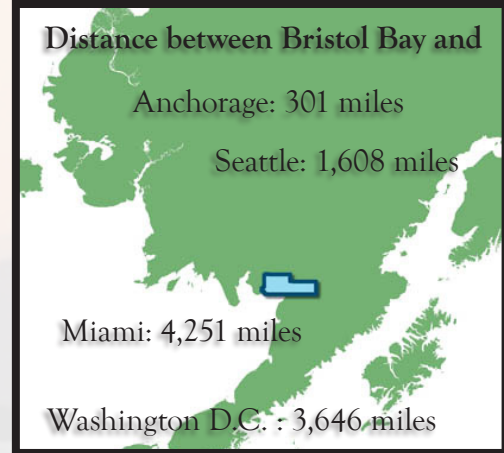 Distance between Bristol Bay and
Anchorage: 301 miles
Seattle: 1,608 miles
Miami: 4,251 miles
Washington D.C. : 3,646 miles